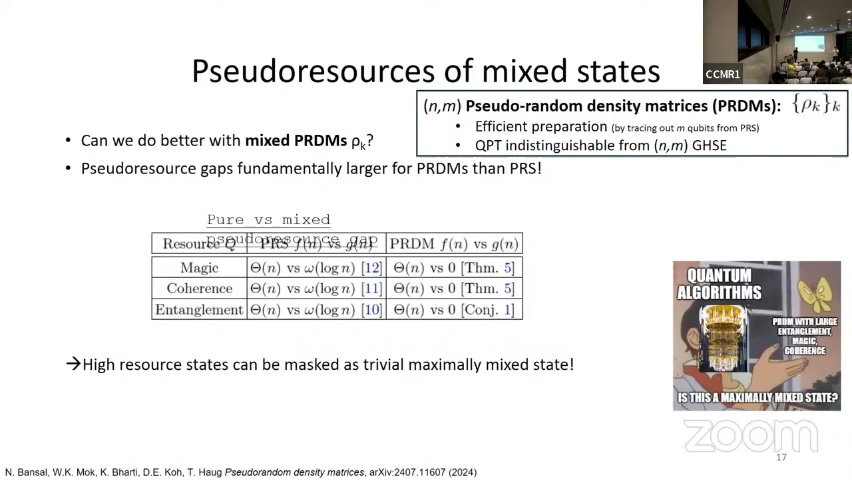 Pseudoresources of mixed states
CCMR1
(n,m) Pseudo-random density matrices (PRDMs): {ρk}k
• Efficient preparation (by tracing out m qubits from PRS)
• QPT indistinguishable from (n,m) GHSE
• Can we do better with mixed PRDMs ρk?
• Pseudoresource gaps fundamentally larger for PRDMs than PRS!
Pure vs mixed
pseudoresource gap
Resource Q PRS f(n) vs g(n) PRDM f(n) vs g(n)
Magic Θ(n) vs ω(log n) [12] Θ(n) vs 0 [Thm. 5]
Coherence Θ(n) vs ω(log n) [11] Θ(n) vs 0 [Thm. 5]
Entanglement Θ(n) vs ω(log n) [10] Θ(n) vs 0 [Conj. 1]
→High resource states can be masked as trivial maximally mixed state!
QUANTUM
ALGORITHMS
PRDM WITH LARGE
ENTANGLEMENT,
MAGIC,
COHERENCE
IS THIS A MAXIMALLY MIXED STATE?
zoom
17
N. Bansal, W.K. Mok, K. Bharti, D.E. Koh, T. Haug Pseudorandom density matrices, arXiv:2407.11607 (2024)